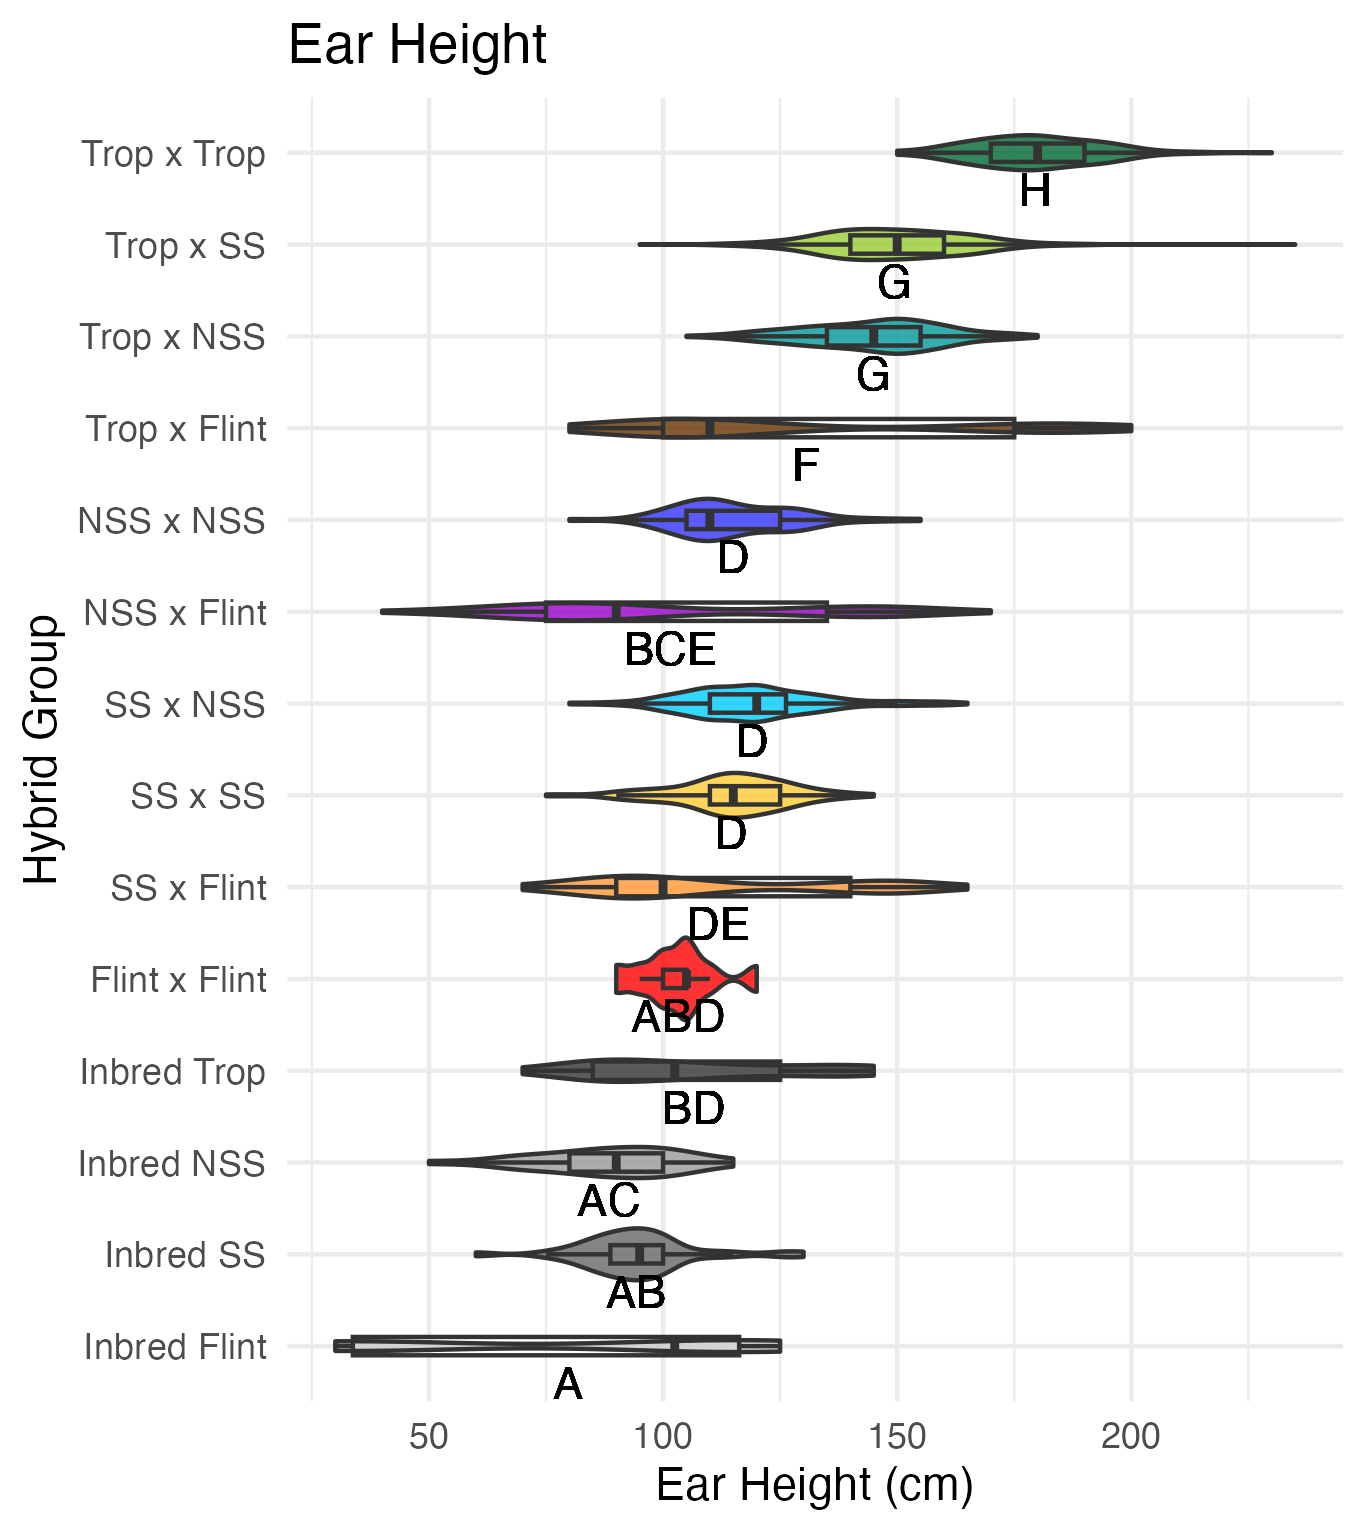 Ear Height
Trop x Trop
H
Trop x SS
G
Trop x NSS
G
Trop x Flint
F
NSS x NSS
D
NSS x Flint
BCE
SS x NSS
D
SS x SS
D
SS x Flint
DE
Flint x Flint
ABD
Inbred Trop
BD
Inbred NSS
AC
Inbred SS
AB
Inbred Flint
A
Hybrid Group
50 100 150 200
Ear Height (cm)